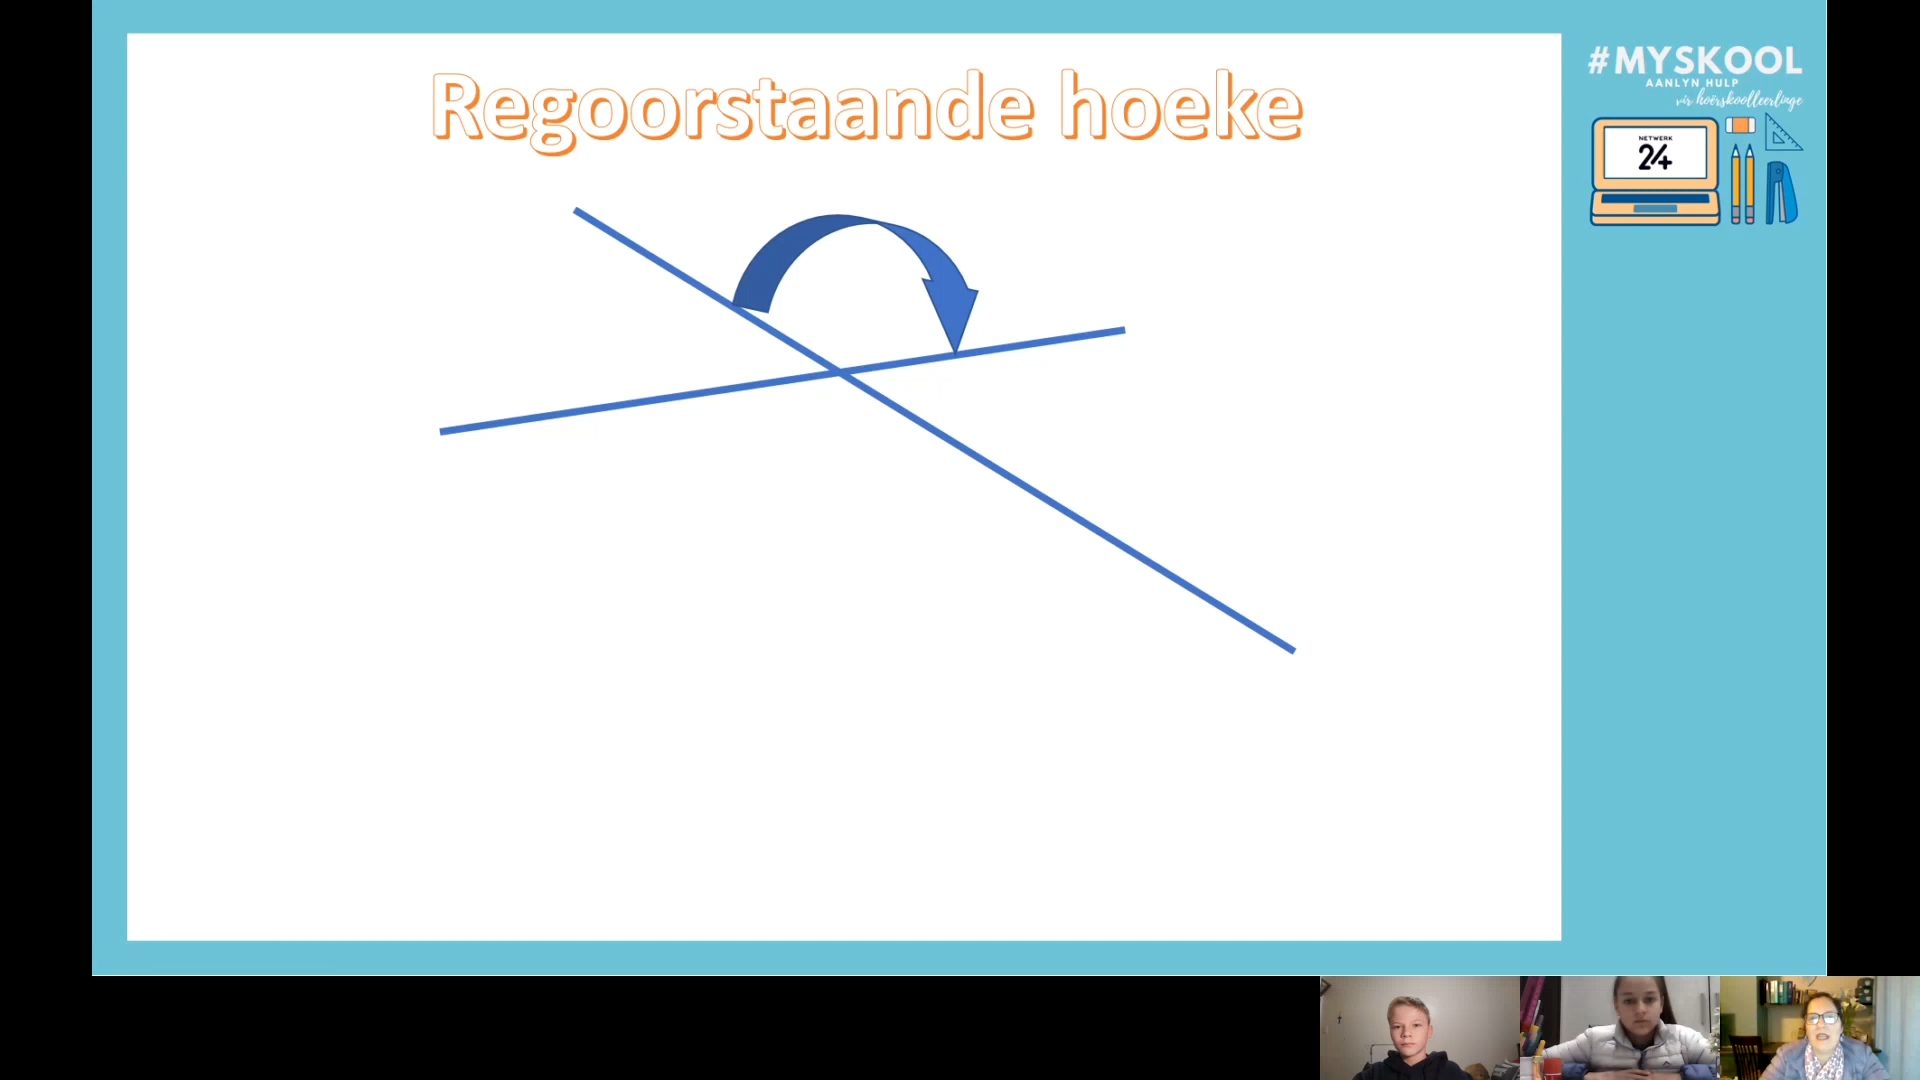 Regoorstaande hoeke
#MYSKOOL
AANLYN HULP
vir hoërskoolleerlinge
NETWERK
24